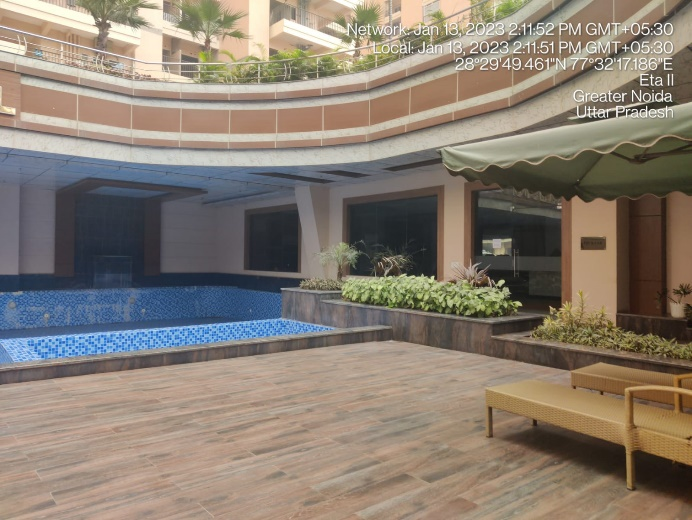 Network: Jan 13, 2023 2:11:52 PM GMT+05:30
Local: Jan 13, 2023 2:11:51 PM GMT+05:30
28°29'49.461"N 77°32'17.186"E
Eta II
Greater Noida
Uttar Pradesh